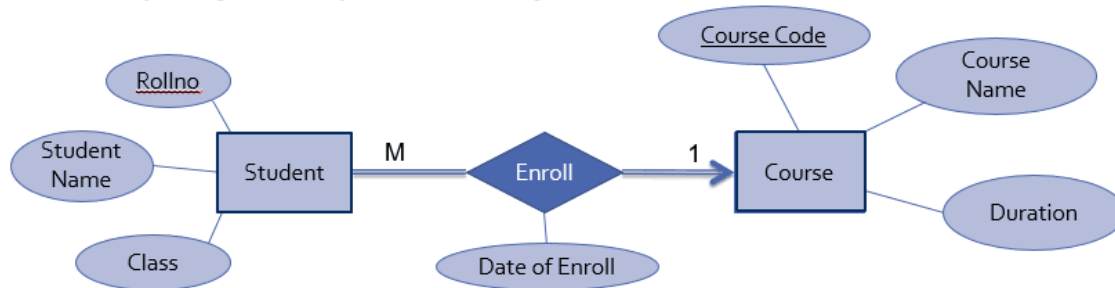 Course Code
Rollno
Course
Name
Student
Name
Student
M
Enroll
1
Course
Class
Date of Enroll
Duration